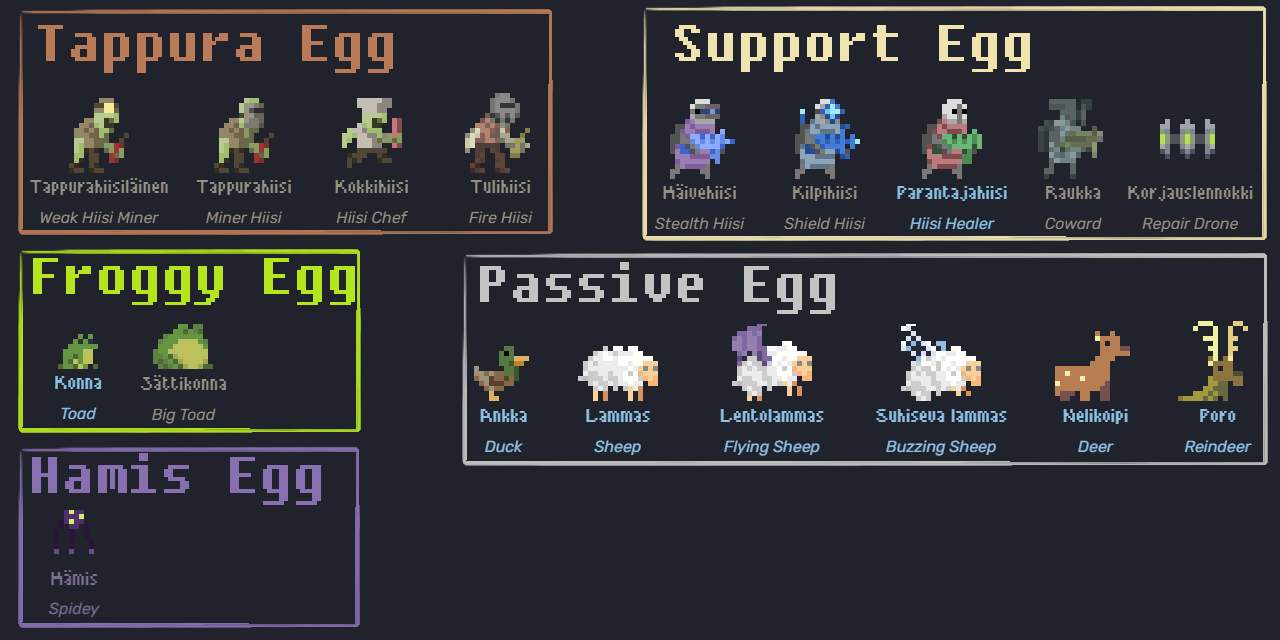 Tappura Egg
Tappurahiisiläinen Tappurahiisi Kokkihiisi Tulihiisi
Weak Hiisi Miner Miner Hiisi Hiisi Chef Fire Hiisi
Support Egg
Häivehiisi Kilpihiisi Parantajahiisi Raukka Korjauslennokki
Stealth Hiisi Shield Hiisi Hiisi Healer Coward Repair Drone
Froggy Egg
Konna Jättikonna
Toad Big Toad
Passive Egg
Ankka Lammas Lentolammas Suhiseva lammas Nelikoipi Poro
Duck Sheep Flying Sheep Buzzing Sheep Deer Reindeer
Hamis Egg
Hämis
Spidey